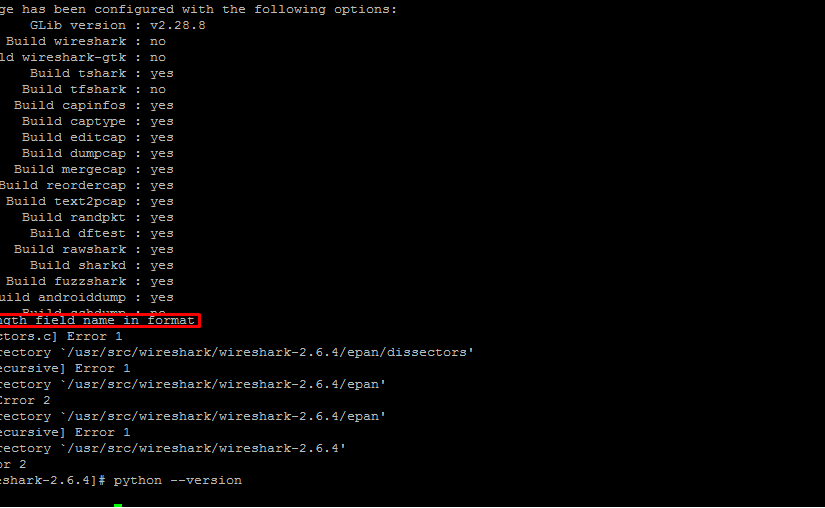 ge has been configured with the following options:
GLib version : v2.28.8
Build wireshark : no
ld wireshark-gtk : no
Build tshark : yes
Build tfshark : no
Build capinfos : yes
Build captype : yes
Build editcap : yes
Build dumpcap : yes
Build mergecap : yes
Build reordercap : yes
Build text2pcap : yes
Build randpkt : yes
Build dftest : yes
Build rawshark : yes
Build sharkd : yes
Build fuzzshark : yes
uild androiddump : yes
Build sshdump : no
ngth field name in format
ctors.c] Error 1
rectory `/usr/src/wireshark/wireshark-2.6.4/epan/dissectors'
ecursive] Error 1
rectory `/usr/src/wireshark/wireshark-2.6.4/epan'
Error 2
rectory `/usr/src/wireshark/wireshark-2.6.4/epan'
ecursive] Error 1
rectory `/usr/src/wireshark/wireshark-2.6.4'
or 2
eshark-2.6.4]# python --version